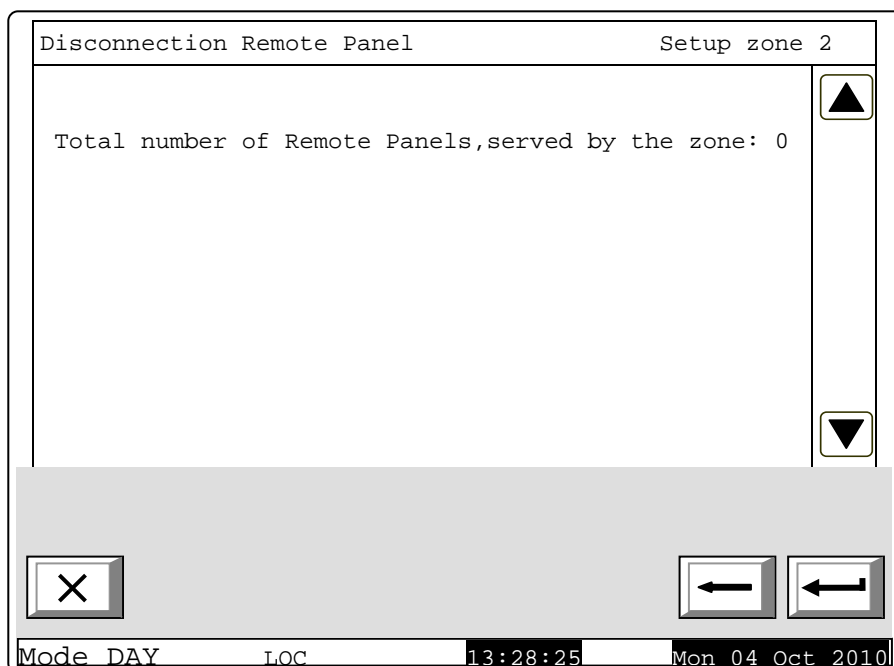 Disconnection Remote Panel Setup zone 2
Total number of Remote Panels,served by the zone: 0
Mode DAY LOC 13:28:25 Mon 04 Oct 2010